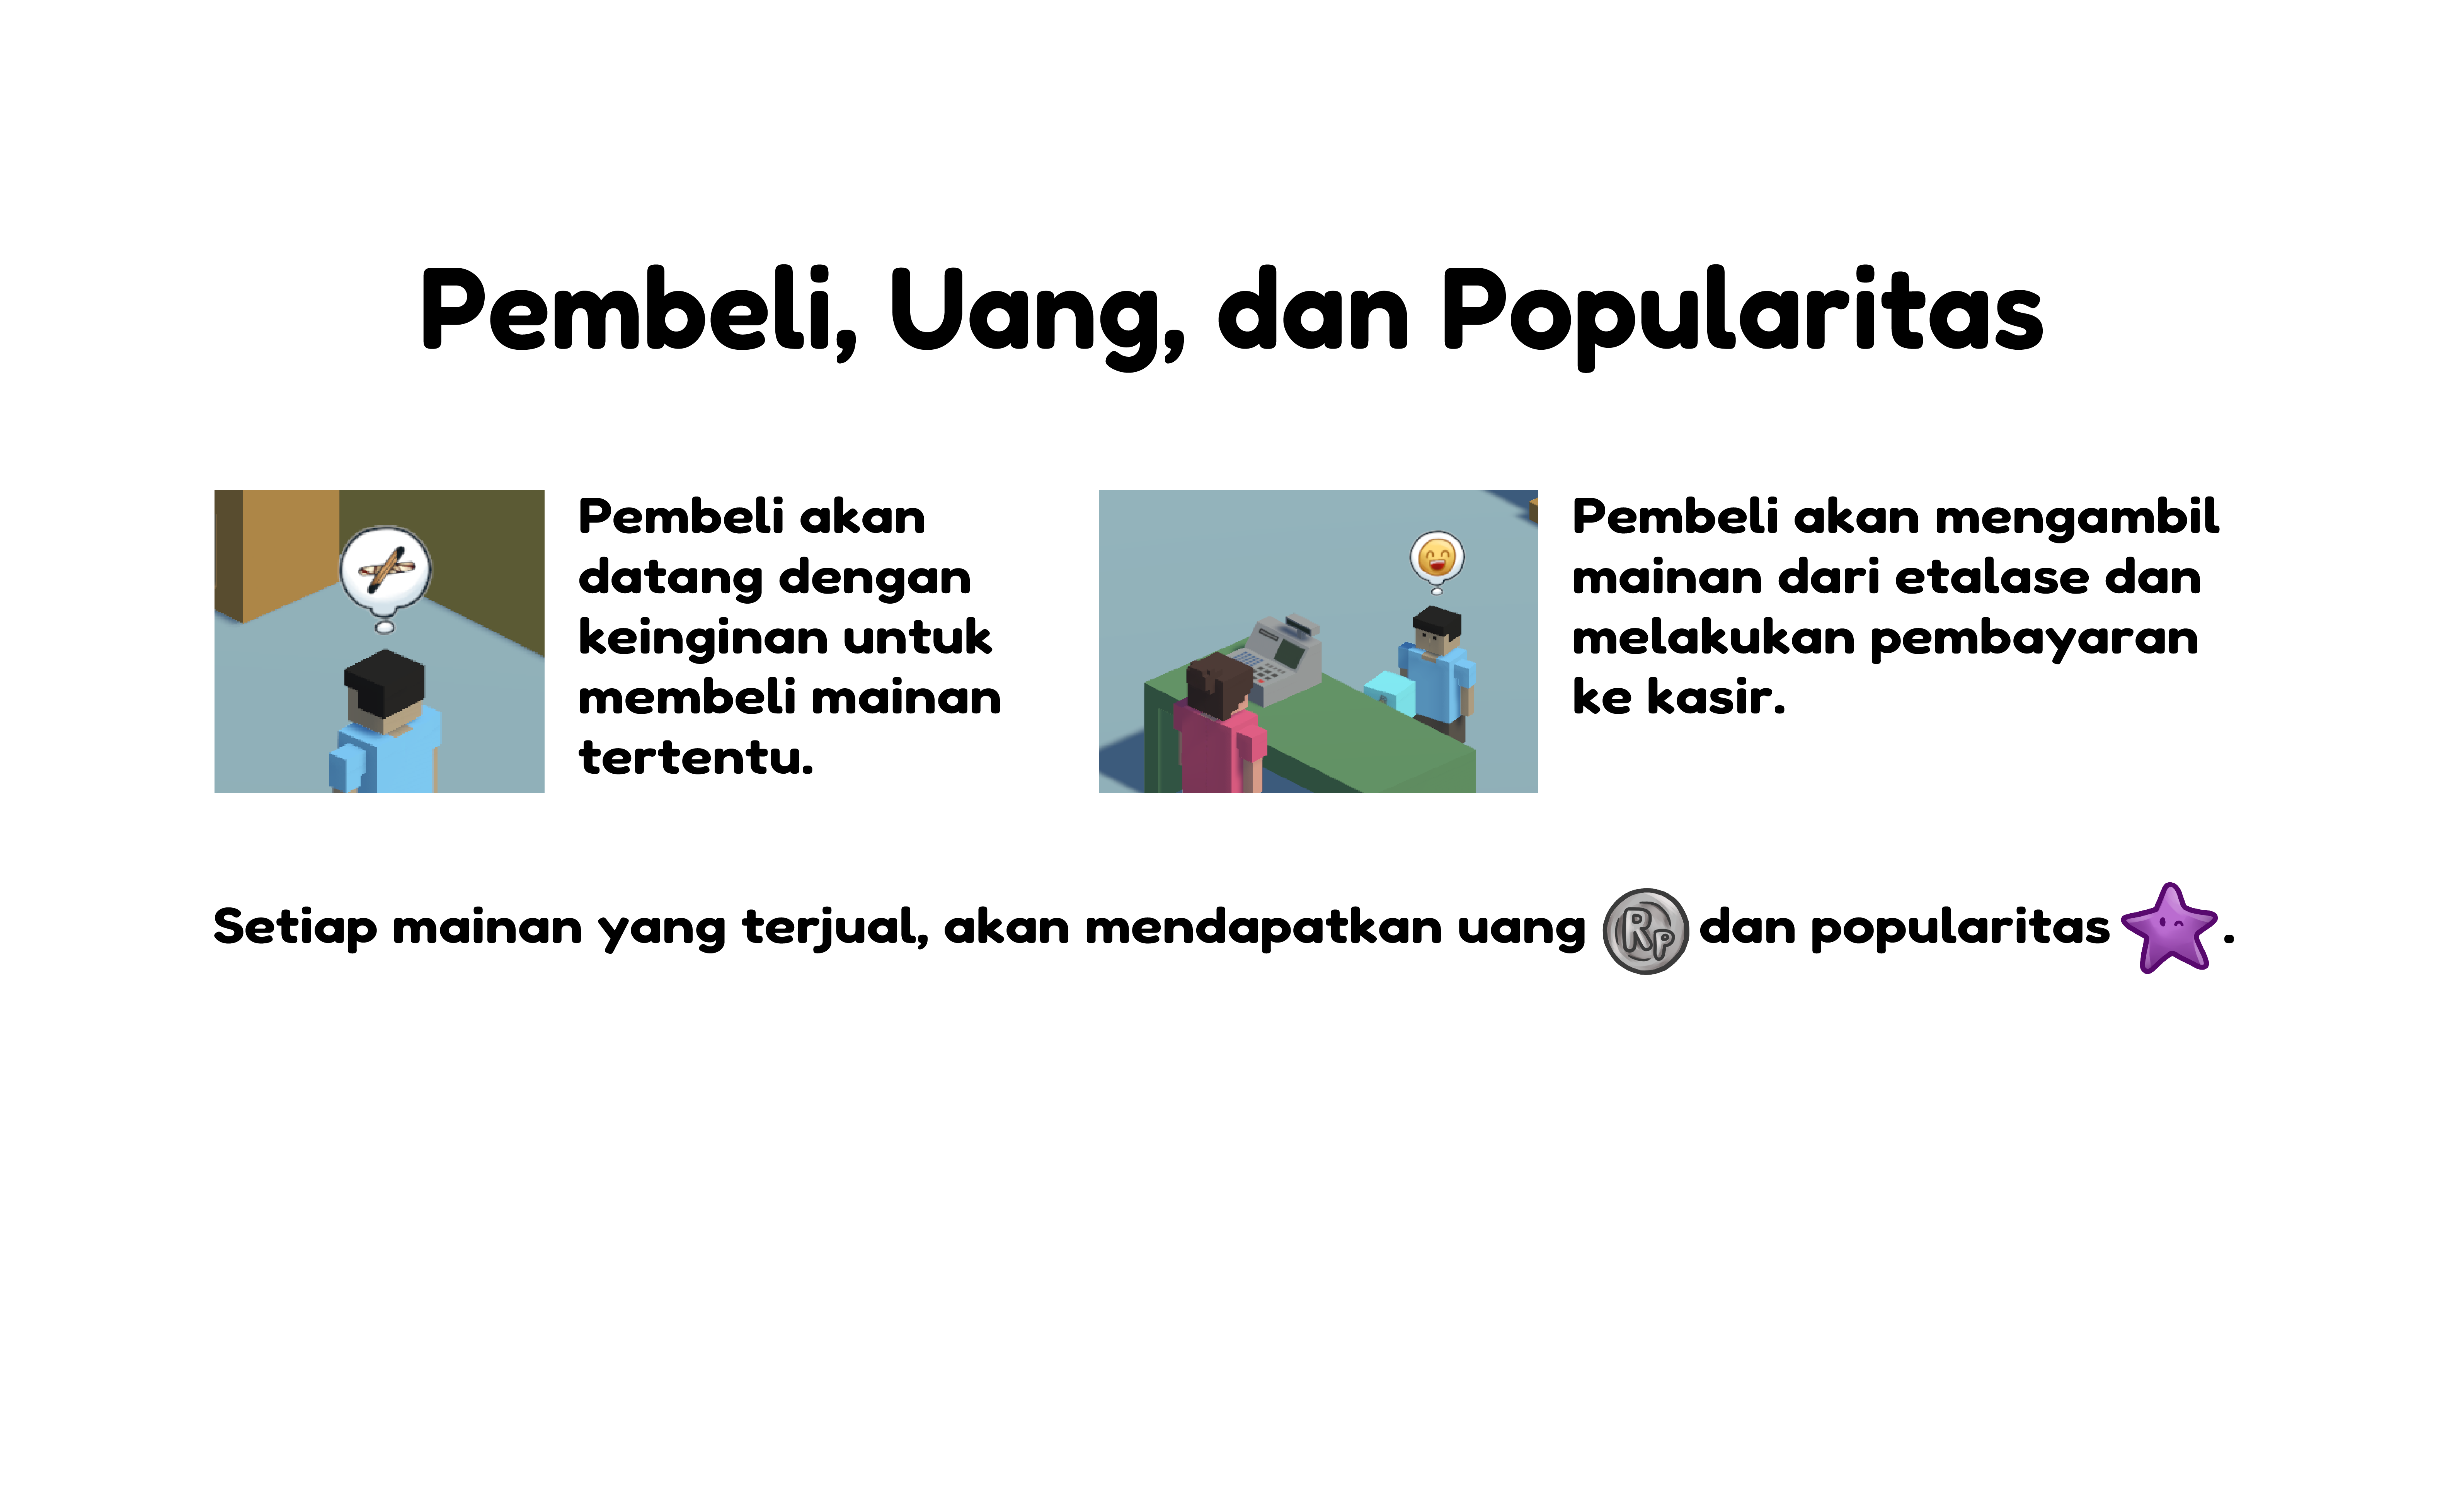 Pembeli, Uang, dan Popularitas
Pembeli akan
datang dengan
keinginan untuk
membeli mainan
tertentu.
Pembeli akan mengambil
mainan dari etalase dan
melakukan pembayaran
ke kasir.
Setiap mainan yang terjual, akan mendapatkan uang Rp dan popularitas .